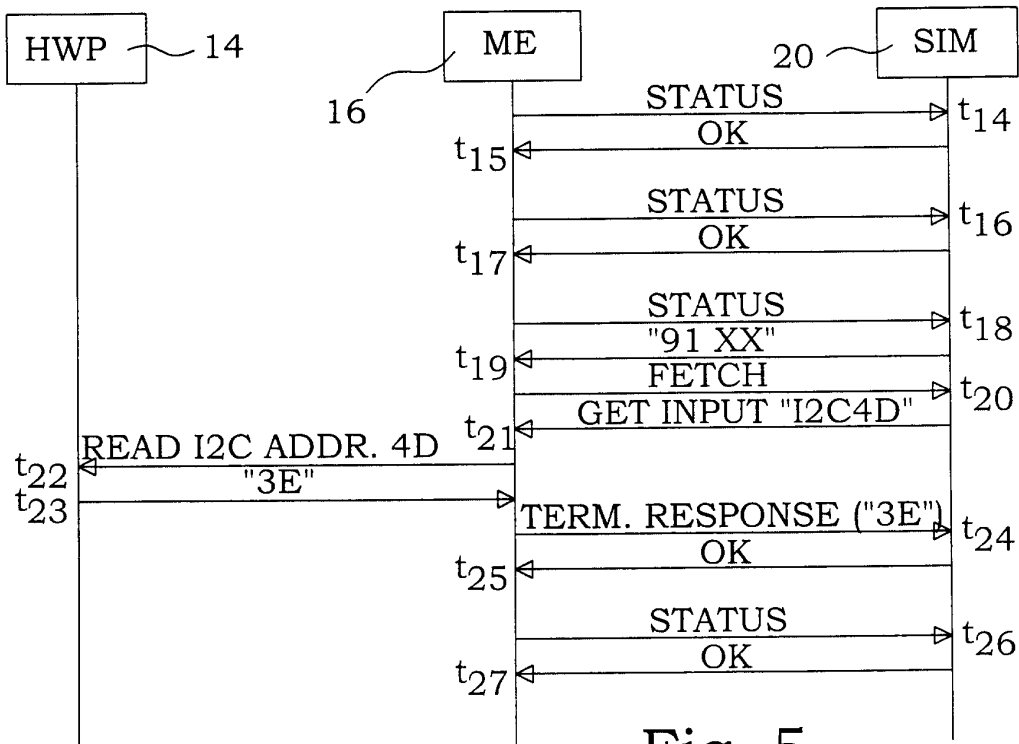 HWP
14
ME
16
SIM
20
STATUS
t14
OK
t15
STATUS
t16
OK
t17
STATUS
t18
"91 XX"
t19
FETCH
t20
GET INPUT "I2C4D"
t21
READ I2C ADDR. 4D
t22
"3E"
t23
TERM. RESPONSE ("3E")
t24
OK
t25
STATUS
t26
OK
t27
Fig. 5